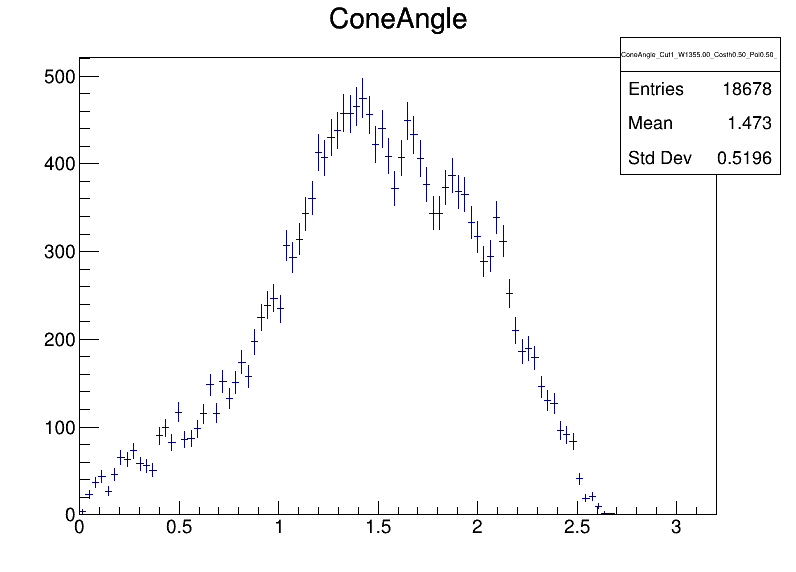 ConeAngle
ConeAngle_Cut1_W1355.00_Costh0.50_Pol0.50_
Entries 18678
Mean 1.473
Std Dev 0.5196
500
400
300
200
100
0
0 0.5 1 1.5 2 2.5 3